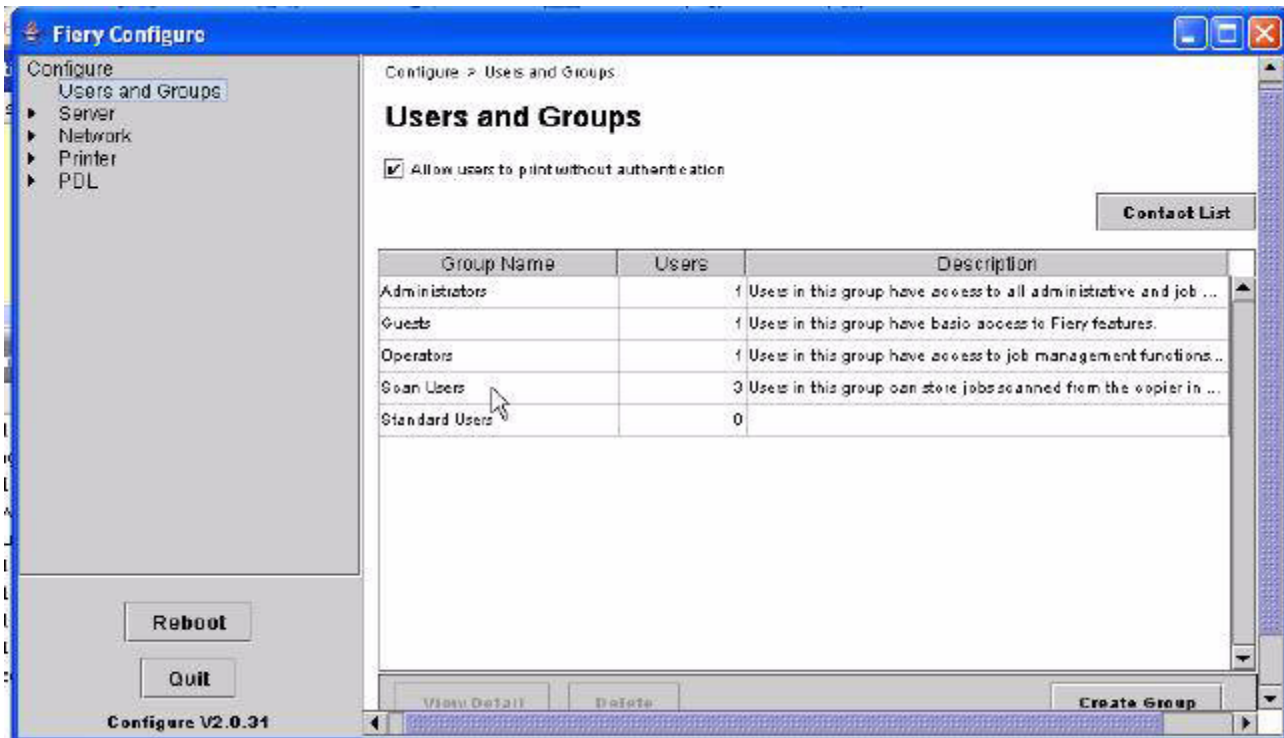 Fiery Configure
Configure
Users and Groups
Server
Network
Printer
PDL
Reboot
Quit
Configure V2.0.31
Configure > Users and Groups
Users and Groups
Allow users to print without authentication
Contact List
Group Name Users Description
Administrators 1 Users in this group have access to all administrative and job ...
Guests 1 Users in this group have basic access to Fiery features.
Operators 1 Users in this group have access to job management functions...
Scan Users 3 Users in this group can store jobs scanned from the copier in ...
Standard Users 0
View Detail Delete Create Group